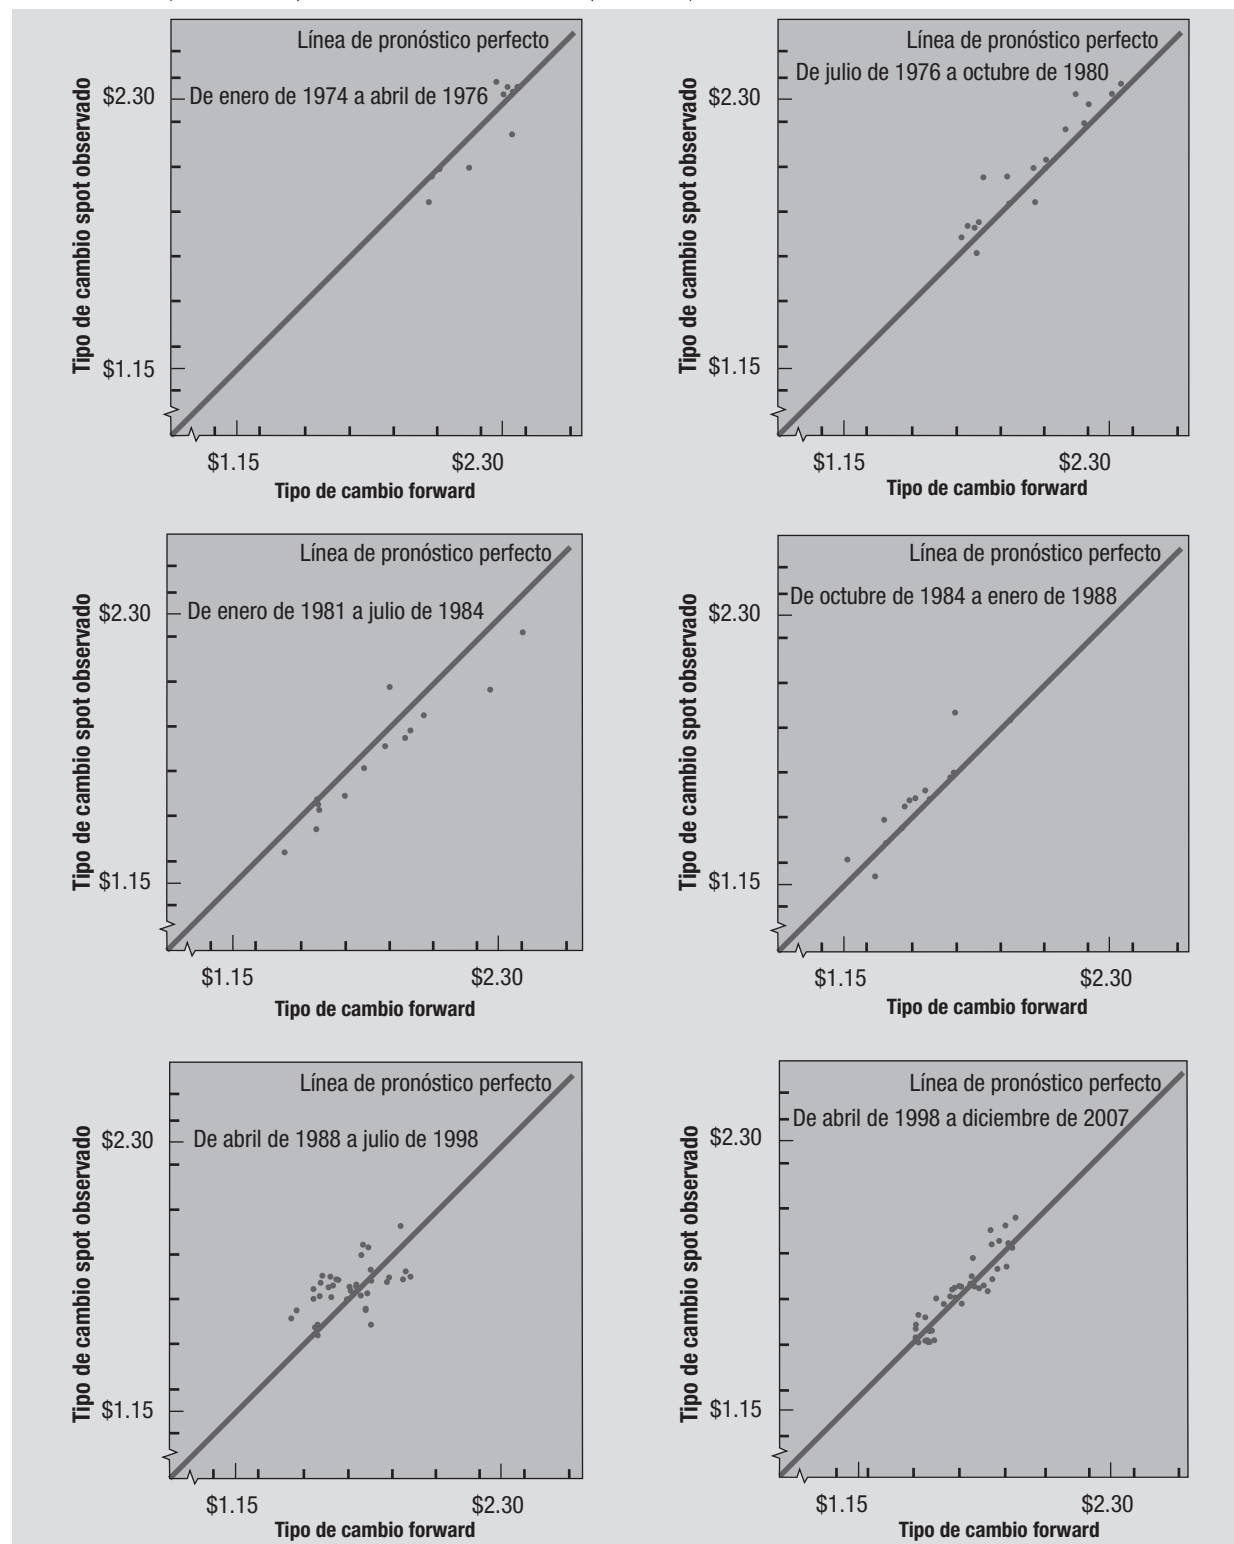 Línea de pronóstico perfecto
De enero de 1974 a abril de 1976
Tipo de cambio spot observado
$2.30
$1.15
$1.15
$2.30
Tipo de cambio forward
Línea de pronóstico perfecto
De julio de 1976 a octubre de 1980
Tipo de cambio spot observado
$2.30
$1.15
$1.15
$2.30
Tipo de cambio forward
Línea de pronóstico perfecto
De enero de 1981 a julio de 1984
Tipo de cambio spot observado
$2.30
$1.15
$1.15
$2.30
Tipo de cambio forward
Línea de pronóstico perfecto
De octubre de 1984 a enero de 1988
Tipo de cambio spot observado
$2.30
$1.15
$1.15
$2.30
Tipo de cambio forward
Línea de pronóstico perfecto
De abril de 1988 a julio de 1998
Tipo de cambio spot observado
$2.30
$1.15
$1.15
$2.30
Tipo de cambio forward
Línea de pronóstico perfecto
De abril de 1998 a diciembre de 2007
Tipo de cambio spot observado
$2.30
$1.15
$1.15
$2.30
Tipo de cambio forward